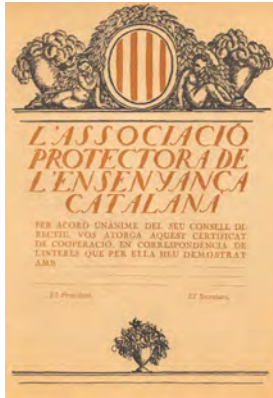 L'ASSOCIACIÓ
PROTECTORA DE
L'ENSENYANÇA
CATALANA
PER ACORD UNÀNIME DEL SEU CONSELL DI-
RECTIU, VOS ATORGA AQUEST CERTIFICAT
DE COOPERACIÓ, EN CORRESPONDENCIA DE
L'INTERÈS QUE PER ELLA HEU DEMOSTRAT
AMB
El President,
El Secretari,